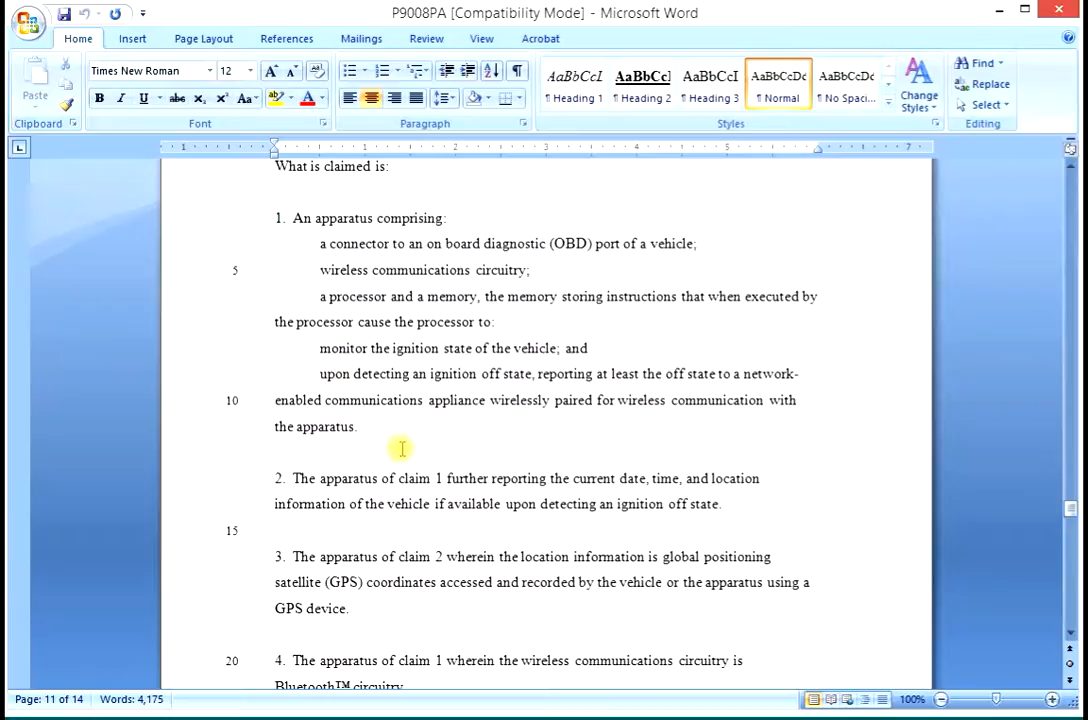 P9008PA [Compatibility Mode] - Microsoft Word
Home Insert Page Layout References Mailings Review View Acrobat
Times New Roman 12 AaBbCcI AaBbCcI AaBbCcI AaBbCcDc AaBbCcDc Find
Replace
Paste B I U abc Aa A Heading 1 Heading 2 Heading 3 Normal No Spaci... Change Styles Select
Clipboard Font Paragraph Styles Editing
What is claimed is:
1. An apparatus comprising:
a connector to an on board diagnostic (OBD) port of a vehicle;
5 wireless communications circuitry;
a processor and a memory, the memory storing instructions that when executed by
the processor cause the processor to:
monitor the ignition state of the vehicle; and
upon detecting an ignition off state, reporting at least the off state to a network-
10 enabled communications appliance wirelessly paired for wireless communication with
the apparatus.
2. The apparatus of claim 1 further reporting the current date, time, and location
information of the vehicle if available upon detecting an ignition off state.
15
3. The apparatus of claim 2 wherein the location information is global positioning
satellite (GPS) coordinates accessed and recorded by the vehicle or the apparatus using a
GPS device.
20 4. The apparatus of claim 1 wherein the wireless communications circuitry is
Bluetooth™ circuitry
Page: 11 of 14 Words: 4,175 100%